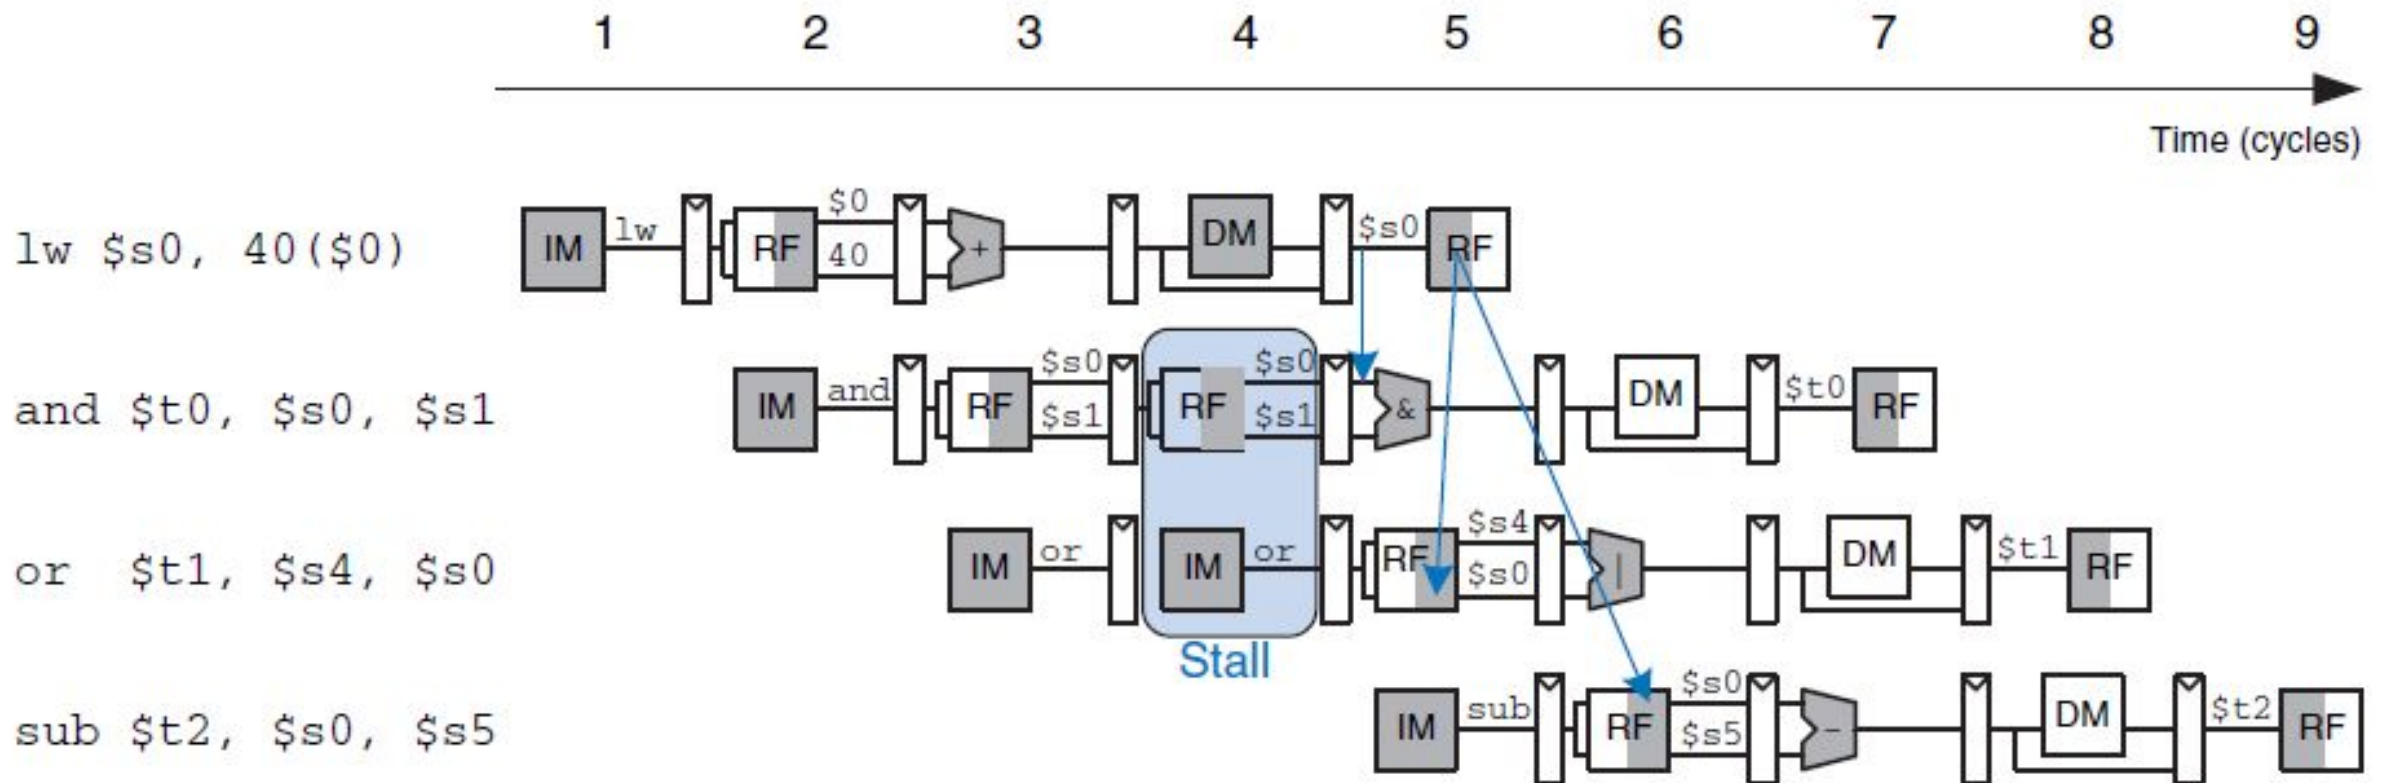 1 2 3 4 5 6 7 8 9
Time (cycles)
lw $s0, 40($0) IM lw RF $0 40 + DM $s0 RF
and $t0, $s0, $s1 IM and RF $s0 $s1 RF $s0 $s1 & DM $t0 RF
or $t1, $s4, $s0 IM or IM or RF $s4 $s0 | DM $t1 RF
Stall
sub $t2, $s0, $s5 IM sub RF $s0 $s5 - DM $t2 RF